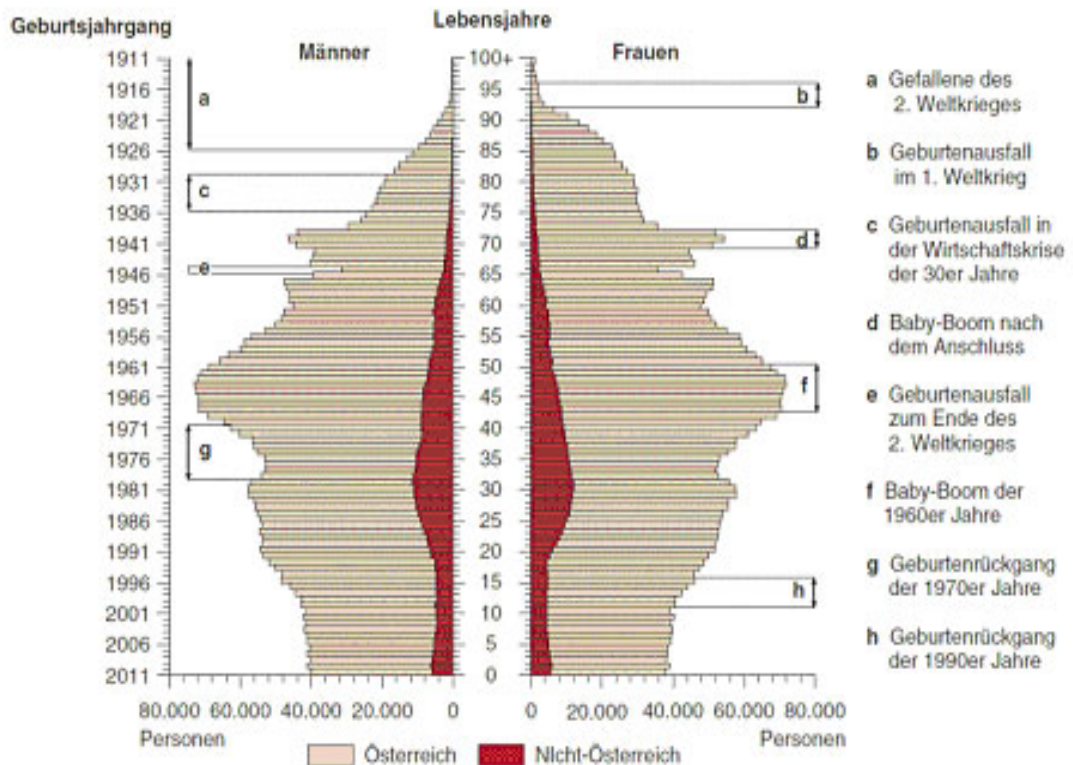 Lebensjahre
Geburtsjahrgang
Männer
Frauen
1911
1916
1921
1926
1931
1936
1941
1946
1951
1956
1961
1966
1971
1976
1981
1986
1991
1996
2001
2006
2011
100+
95
90
85
80
75
70
65
60
55
50
45
40
35
30
25
20
15
10
5
0
a
c
e
g
b
d
f
h
80.000 60.000 40.000 20.000 0
Personen
0 20.000 40.000 60.000 80.000
Personen
Österreich
NIcht-Österreich
a Gefallene des
2. Weltkrieges
b Geburtenausfall
im 1. Weltkrieg
c Geburtenausfall in
der Wirtschaftskrise
der 30er Jahre
d Baby-Boom nach
dem Anschluss
e Geburtenausfall
zum Ende des
2. Weltkrieges
f Baby-Boom der
1960er Jahre
g Geburtenrückgang
der 1970er Jahre
h Geburtenrückgang
der 1990er Jahre